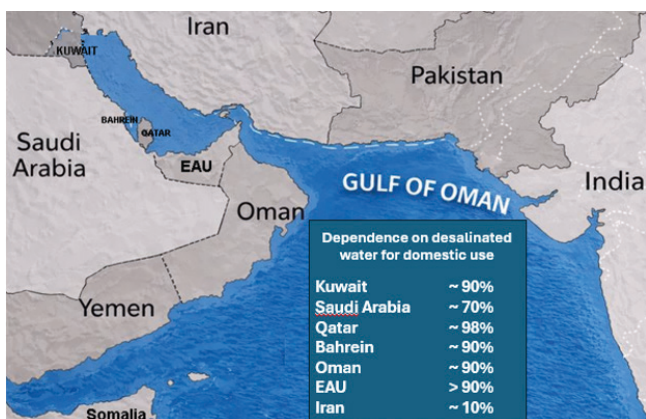 Iran
KUWAIT
Pakistan
BAHREIN
QATAR
Saudi
Arabia
EAU
GULF OF OMAN
India
Oman
Dependence on desalinated
water for domestic use
Kuwait ~ 90%
Saudi Arabia ~ 70%
Qatar ~ 98%
Bahrein ~ 90%
Oman ~ 90%
EAU > 90%
Iran ~ 10%
Yemen
Somalia